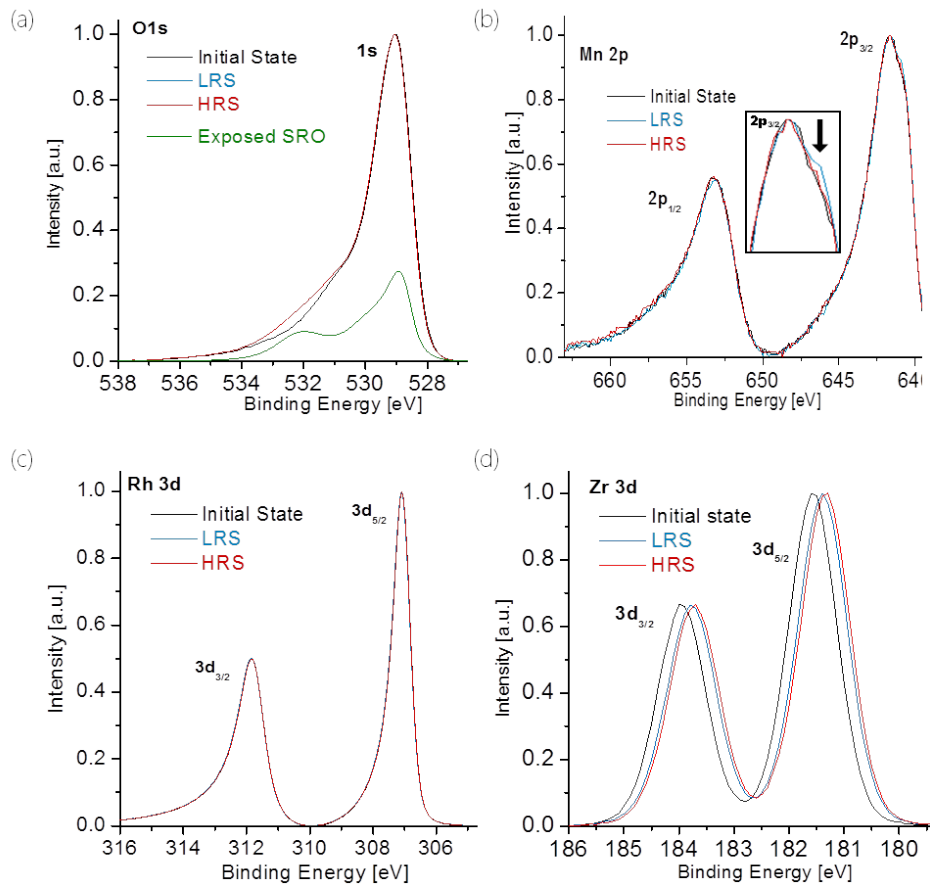 (a)
O1s
Initial State
LRS
HRS
Exposed SRO
1s
Intensity [a.u.]
1.0
0.8
0.6
0.4
0.2
0.0
538 536 534 532 530 528
Binding Energy [eV]
(b)
Mn 2p
Initial State
LRS
HRS
2p3/2
2p3/2
2p1/2
Intensity [a.u.]
1.0
0.8
0.6
0.4
0.2
0.0
660 655 650 645 640
Binding Energy [eV]
(c)
Rh 3d
Initial State
LRS
HRS
3d5/2
3d3/2
Intensity [a.u.]
1.0
0.8
0.6
0.4
0.2
0.0
316 314 312 310 308 306
Binding Energy [eV]
(d)
Zr 3d
Initial state
LRS
HRS
3d5/2
3d3/2
Intensity [a.u.]
1.0
0.8
0.6
0.4
0.2
0.0
186 185 184 183 182 181 180
Binding Energy [eV]